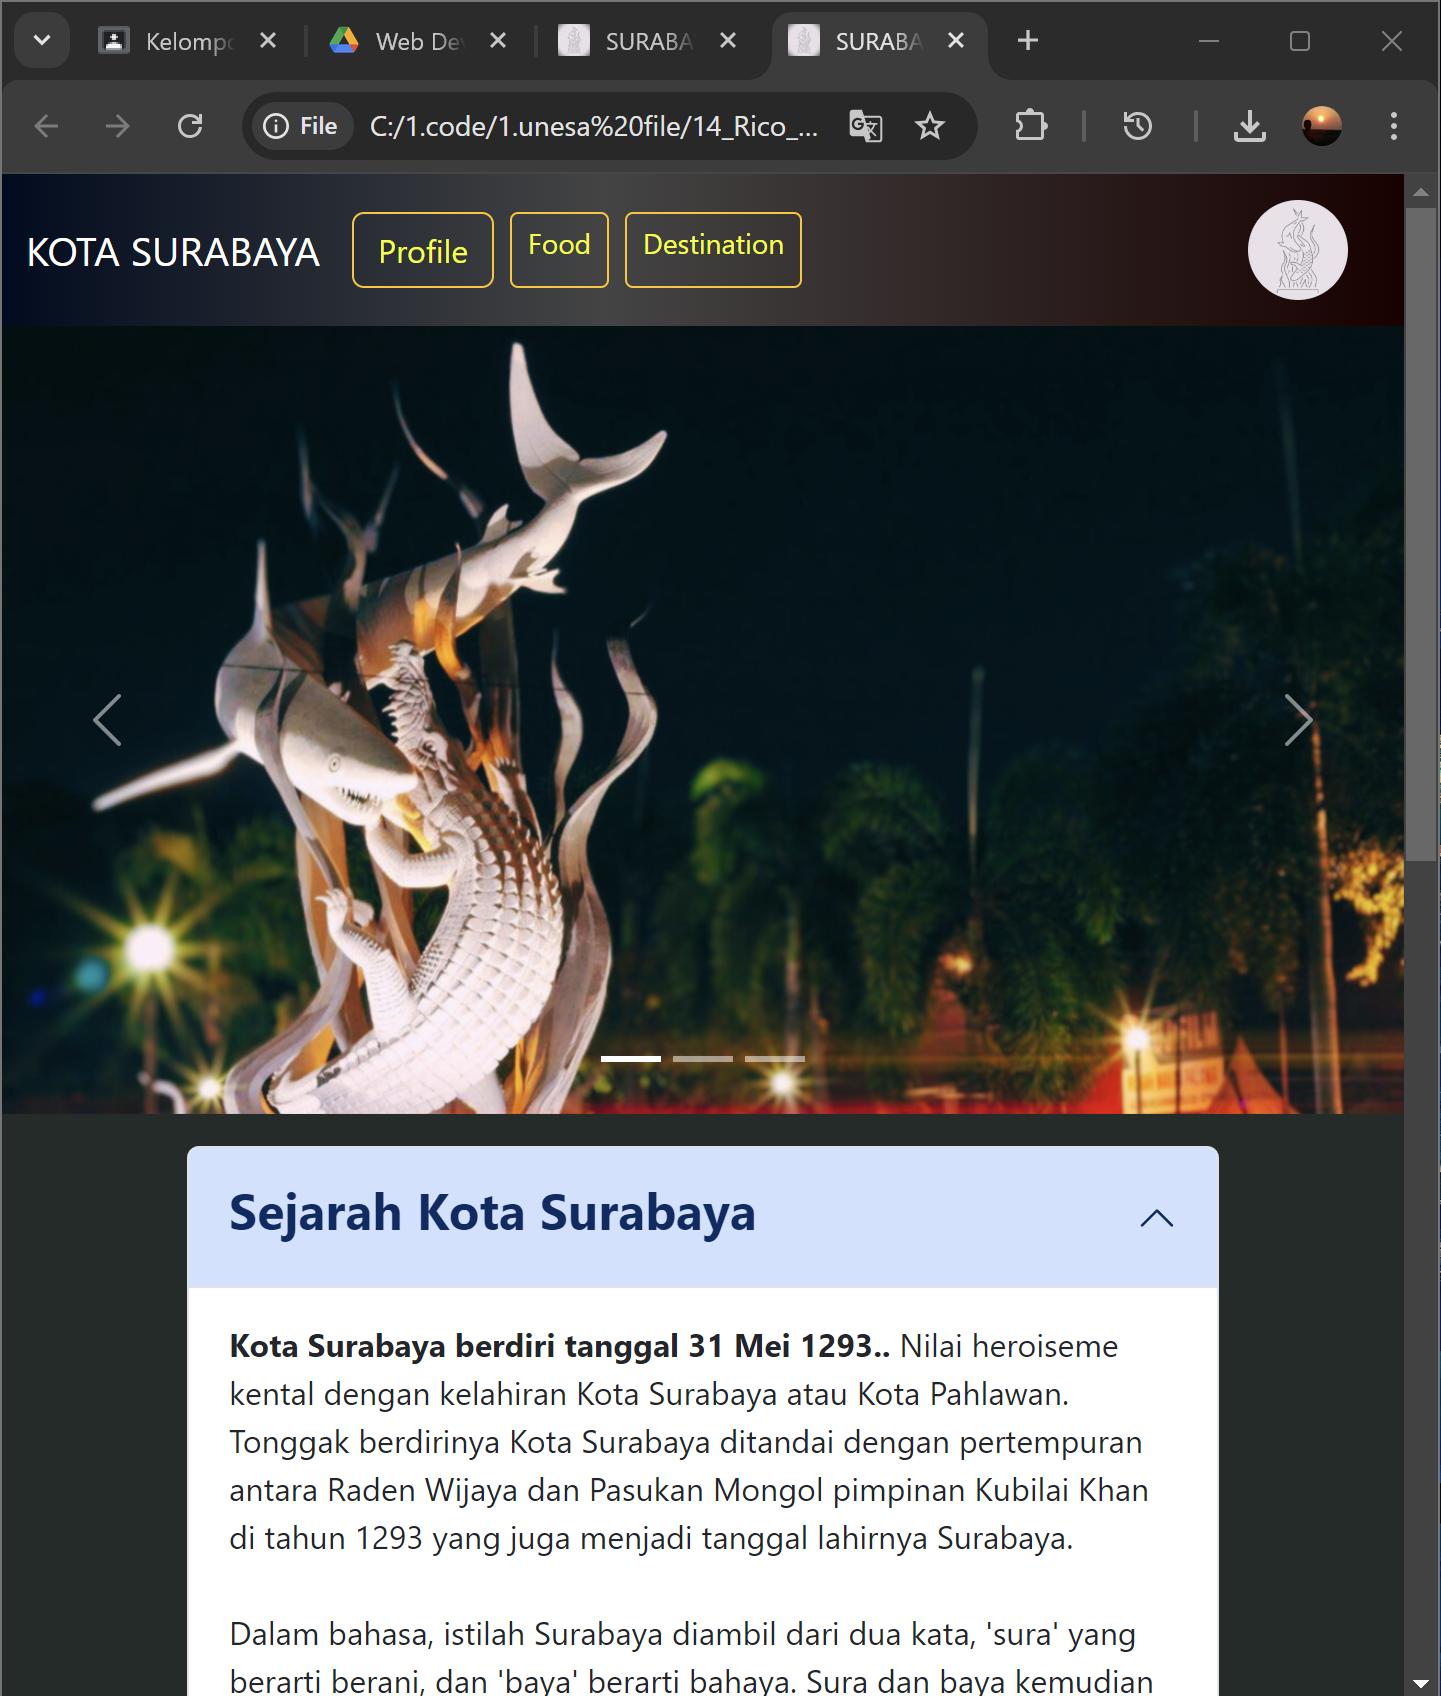 Kelomp
Web De
SURABA
SURABA
File
C:/1.code/1.unesa%20file/14_Rico_...
KOTA SURABAYA
Profile
Food
Destination
Sejarah Kota Surabaya
Kota Surabaya berdiri tanggal 31 Mei 1293.. Nilai heroiseme
kental dengan kelahiran Kota Surabaya atau Kota Pahlawan.
Tonggak berdirinya Kota Surabaya ditandai dengan pertempuran
antara Raden Wijaya dan Pasukan Mongol pimpinan Kubilai Khan
di tahun 1293 yang juga menjadi tanggal lahirnya Surabaya.
Dalam bahasa, istilah Surabaya diambil dari dua kata, 'sura' yang
berarti berani, dan 'baya' berarti bahaya. Sura dan baya kemudian